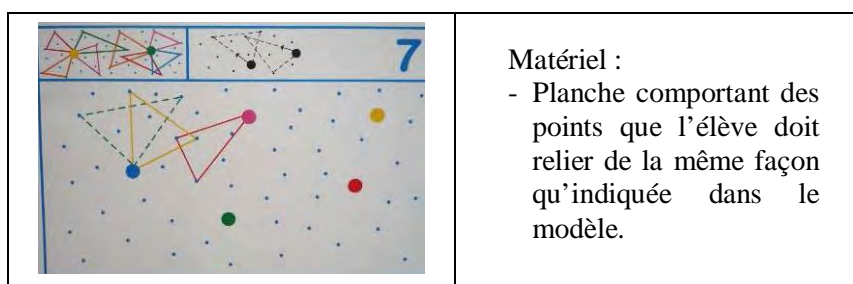 7
Matériel :
- Planche comportant des
points que l’élève doit
relier de la même façon
qu’indiquée dans le
modèle.